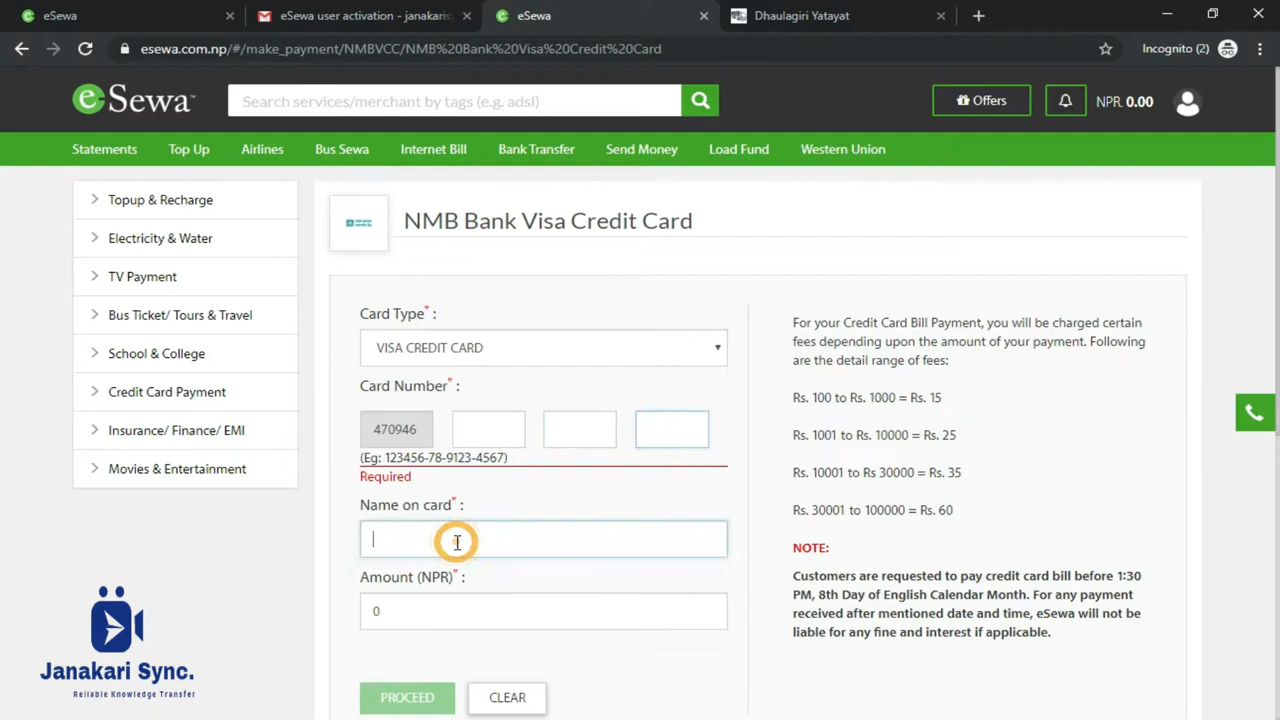 eSewa
eSewa user activation - janakaris
eSewa
Dhaulagiri Yatayat
esewa.com.np/#/make_payment/NMBVCC/NMB%20Bank%20Visa%20Credit%20Card
Incognito (2)
eSewa
Search services/merchant by tags (e.g. adsl)
Offers
NPR. 0.00
Statements
Top Up
Airlines
Bus Sewa
Internet Bill
Bank Transfer
Send Money
Load Fund
Western Union
Topup & Recharge
Electricity & Water
TV Payment
Bus Ticket/ Tours & Travel
School & College
Credit Card Payment
Insurance/ Finance/ EMI
Movies & Entertainment
NMB Bank Visa Credit Card
Card Type* :
VISA CREDIT CARD
Card Number* :
470946
(Eg: 123456-78-9123-4567)
Required
Name on card* :
Amount (NPR)* :
0
PROCEED
CLEAR
For your Credit Card Bill Payment, you will be charged certain
fees depending upon the amount of your payment. Following
are the detail range of fees:
Rs. 100 to Rs. 1000 = Rs. 15
Rs. 1001 to Rs. 10000 = Rs. 25
Rs. 10001 to Rs 30000 = Rs. 35
Rs. 30001 to 100000 = Rs. 60
NOTE:
Customers are requested to pay credit card bill before 1:30
PM, 8th Day of English Calendar Month. For any payment
received after mentioned date and time, eSewa will not be
liable for any fine and interest if applicable.
Janakari Sync.
Reliable Knowledge Transfer